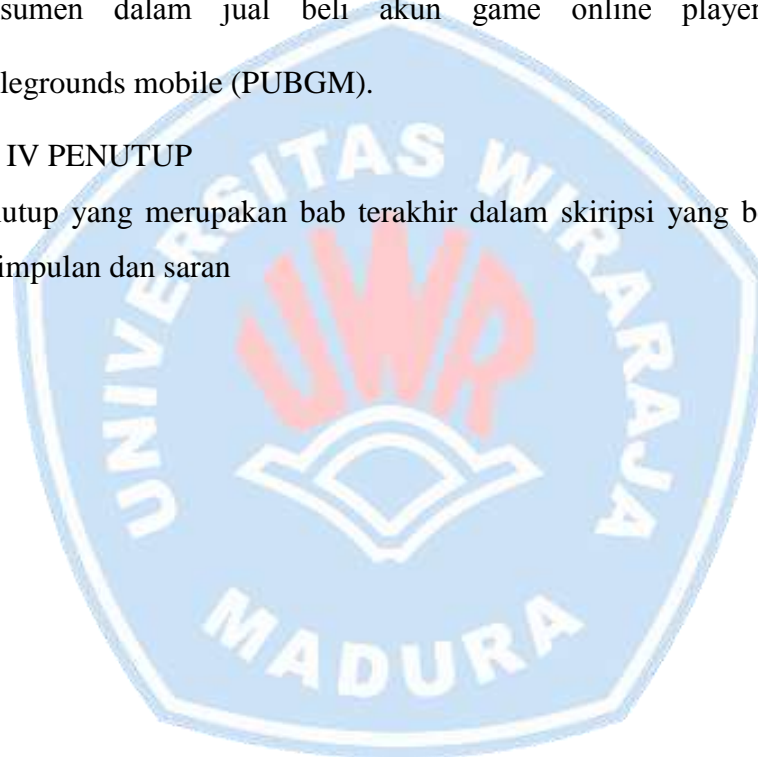 sumen dalam jual beli akun game online player
legrounds mobile (PUBGM).
IV PENUTUP
utup yang merupakan bab terakhir dalam skiripsi yang b
impulan dan saran
UNIVERSITAS WIRARAJA
UWR
MADURA